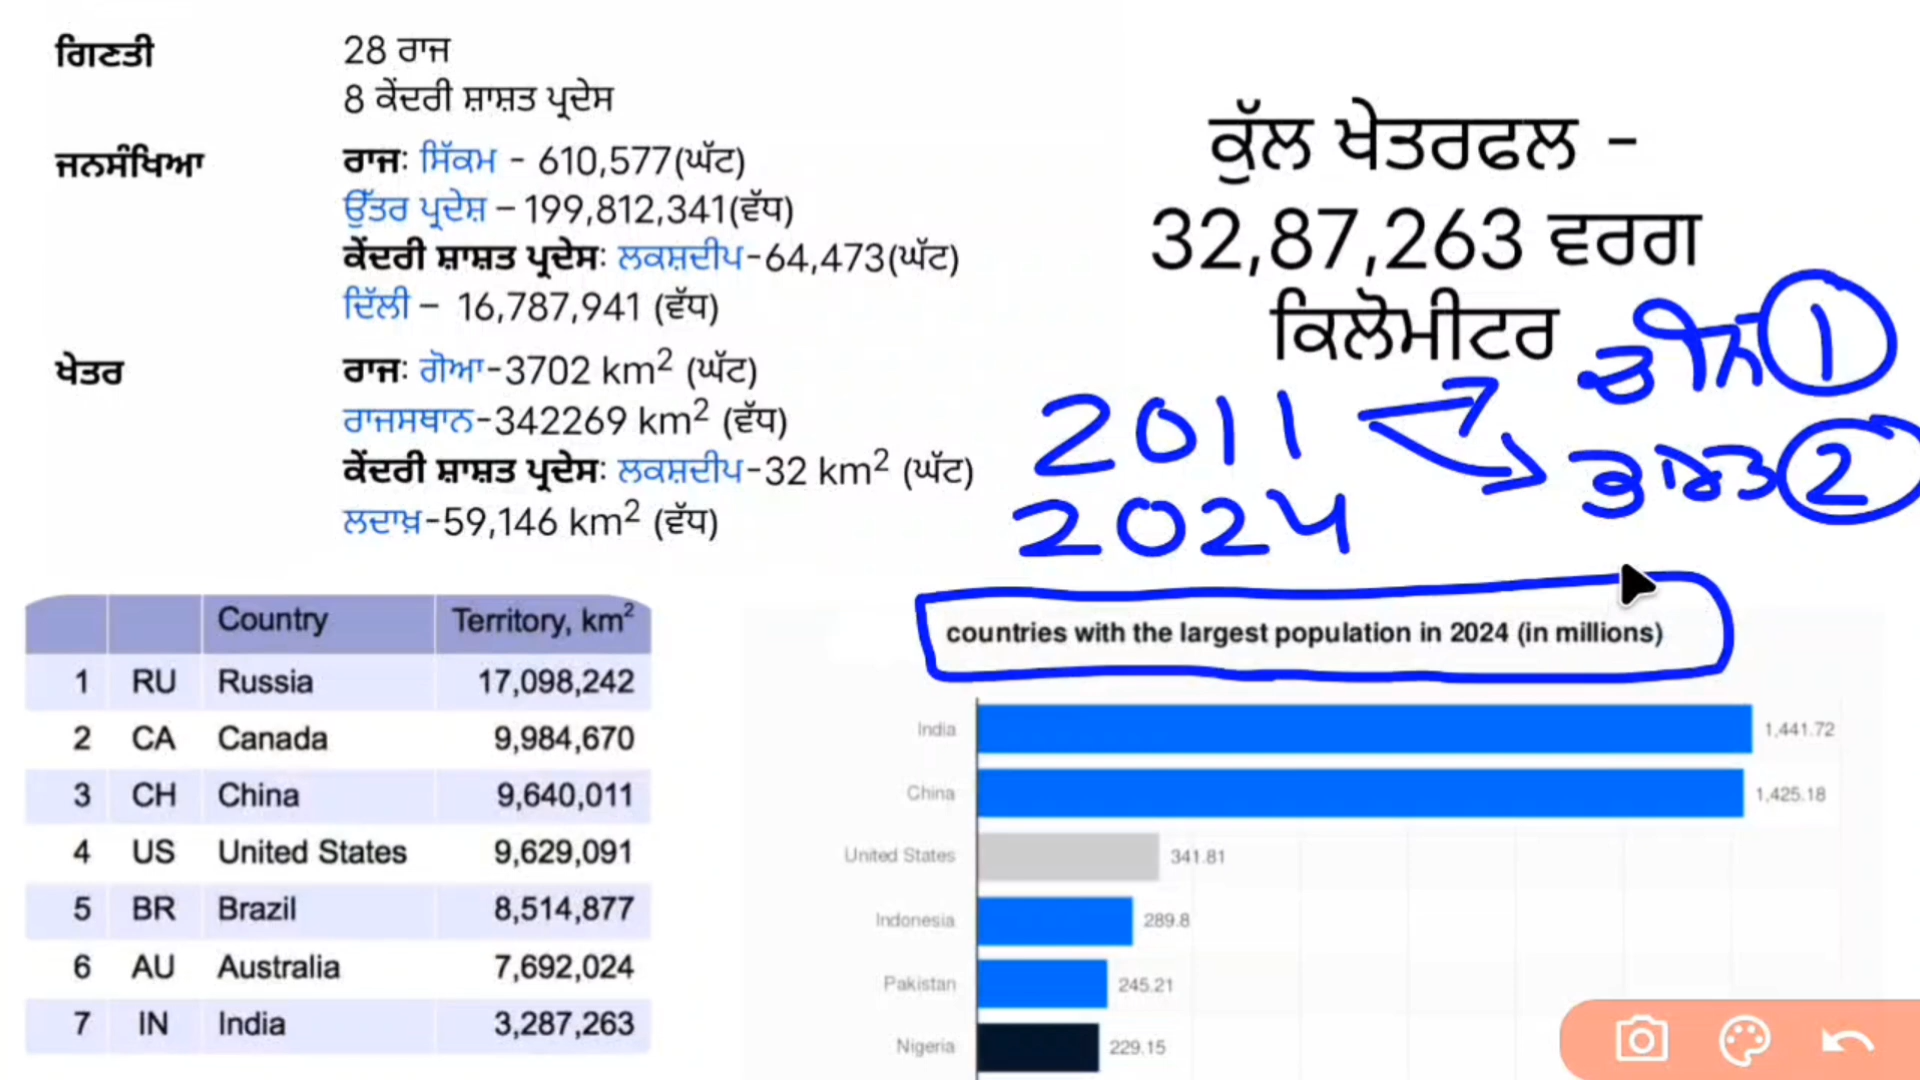 ਗਿਣਤੀ 28 ਰਾਜ
8 ਕੇਂਦਰੀ ਸ਼ਾਸ਼ਤ ਪ੍ਰਦੇਸ
ਜਨਸੰਖਿਆ ਰਾਜ: ਸਿੱਕਮ - 610,577(ਘੱਟ)
ਉੱਤਰ ਪ੍ਰਦੇਸ਼ – 199,812,341(ਵੱਧ)
ਕੇਂਦਰੀ ਸ਼ਾਸ਼ਤ ਪ੍ਰਦੇਸ: ਲਕਸ਼ਦੀਪ-64,473(ਘੱਟ)
ਦਿੱਲੀ – 16,787,941 (ਵੱਧ)
ਖੇਤਰ ਰਾਜ: ਗੋਆ-3702 km² (ਘੱਟ)
ਰਾਜਸਥਾਨ-342269 km² (ਵੱਧ)
ਕੇਂਦਰੀ ਸ਼ਾਸ਼ਤ ਪ੍ਰਦੇਸ: ਲਕਸ਼ਦੀਪ-32 km² (ਘੱਟ)
ਲਦਾਖ਼-59,146 km² (ਵੱਧ)
ਕੁੱਲ ਖੇਤਰਫਲ -
32,87,263 ਵਰਗ
ਕਿਲੋਮੀਟਰ
2011 ਚੀਨ 1
ਭਾਰਤ 2
2024
Country Territory, km²
1 RU Russia 17,098,242
2 CA Canada 9,984,670
3 CH China 9,640,011
4 US United States 9,629,091
5 BR Brazil 8,514,877
6 AU Australia 7,692,024
7 IN India 3,287,263
countries with the largest population in 2024 (in millions)
India 1,441.72
China 1,425.18
United States 341.81
Indonesia 289.8
Pakistan 245.21
Nigeria 229.15